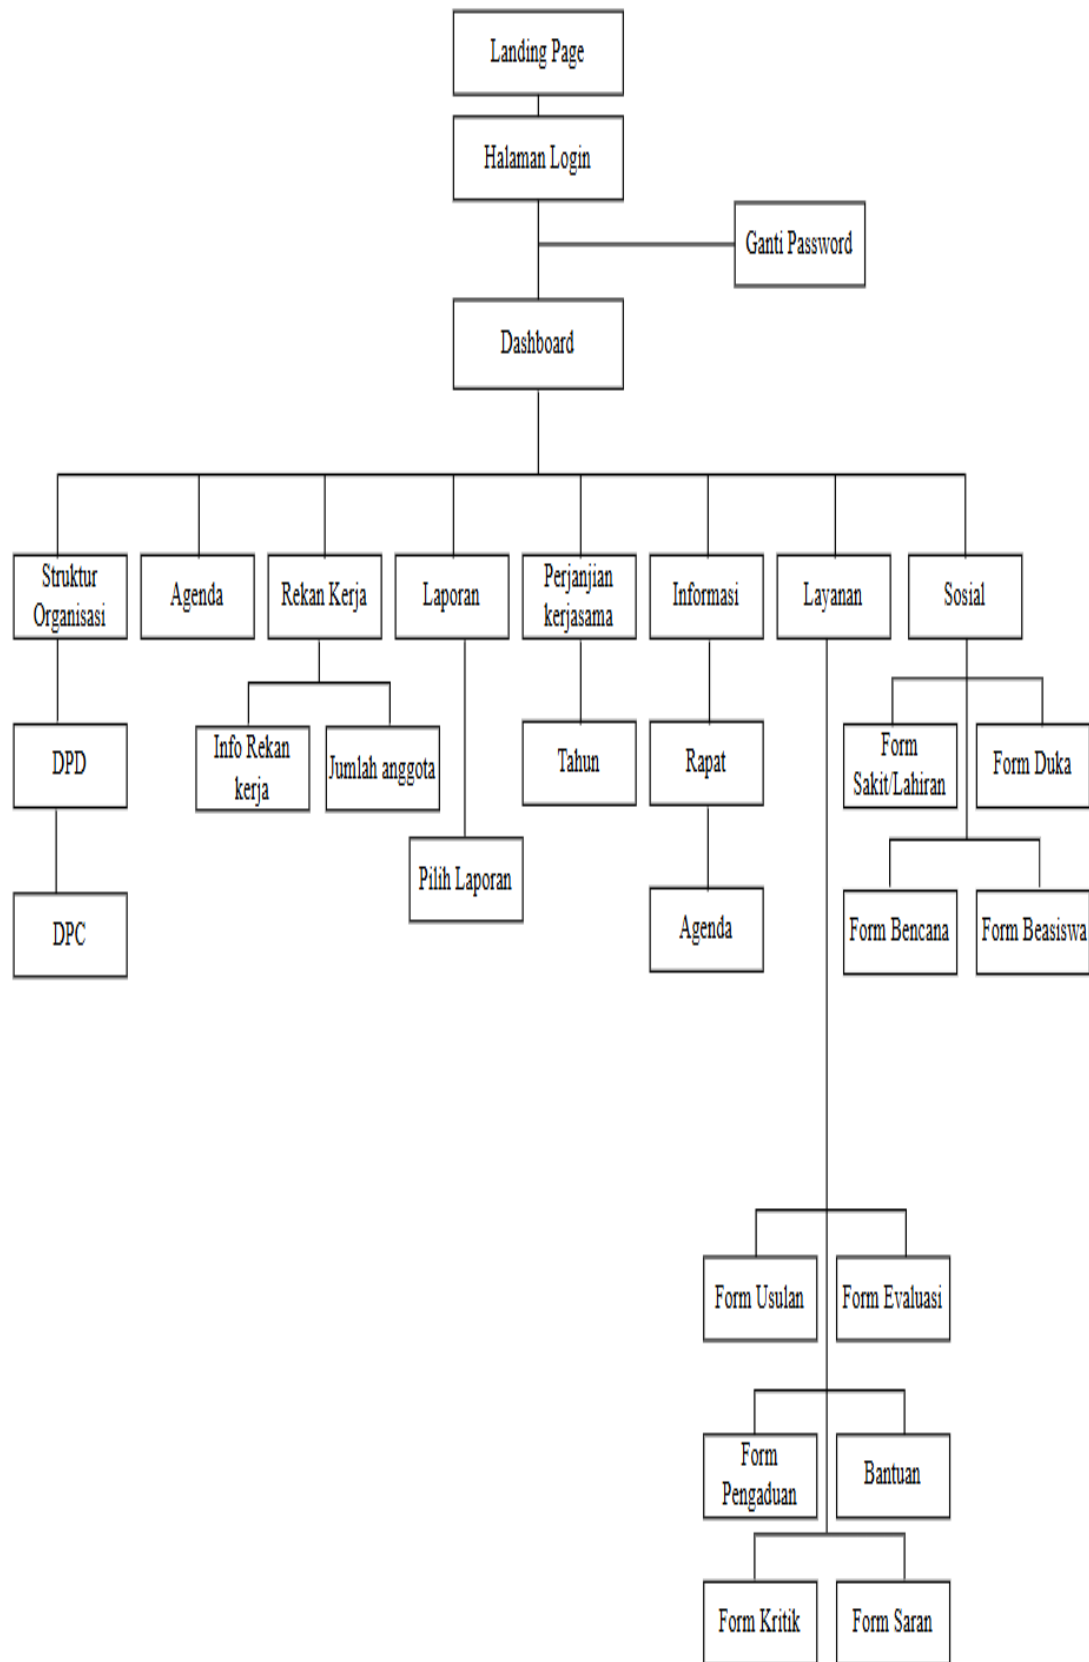 Landing Page
Halaman Login
Ganti Password
Dashboard
Struktur
Organisasi
Agenda
Rekan Kerja
Laporan
Perjanjian
kerjasama
Informasi
Layanan
Sosial
DPD
Info Rekan
kerja
Jumlah anggota
Tahun
Rapat
Form
Sakit/Lahiran
Form Duka
Pilih Laporan
DPC
Agenda
Form Bencana
Form Beasiswa
Form Usulan
Form Evaluasi
Form
Pengaduan
Bantuan
Form Kritik
Form Saran